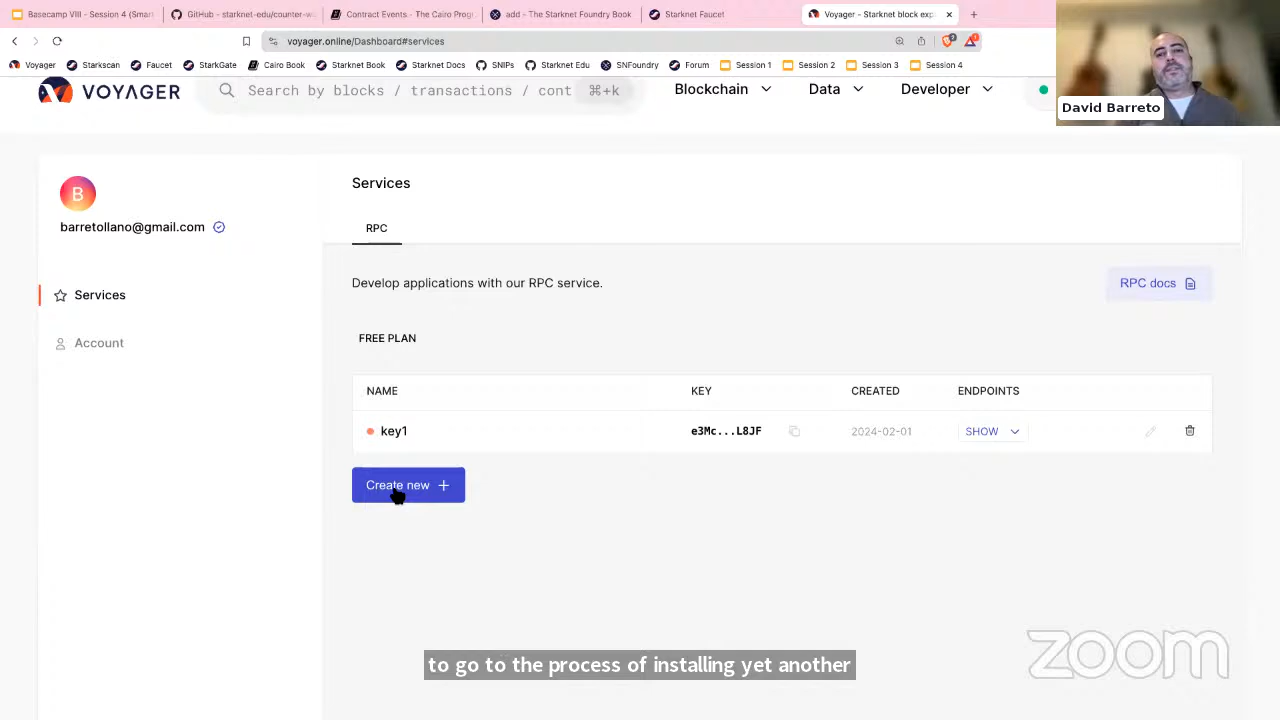 Basecamp VIII - Session 4 (Smart
GitHub - starknet-edu/counter-w
Contract Events - The Cairo Prog
add - The Starknet Foundry Book
Starknet Faucet
Voyager - Starknet block exp
voyager.online/Dashboard#services
Voyager
Starkscan
Faucet
StarkGate
Cairo Book
Starknet Book
Starknet Docs
SNIPs
Starknet Edu
SNFoundry
Forum
Session 1
Session 2
Session 3
Session 4
David Barreto
VOYAGER
Search by blocks / transactions / cont
⌘+k
Blockchain
Data
Developer
B
barretollano@gmail.com
Services
Account
Services
RPC
Develop applications with our RPC service.
RPC docs
FREE PLAN
NAME KEY CREATED ENDPOINTS
key1 e3Mc...L8JF 2024-02-01 SHOW
Create new +
to go to the process of installing yet another
zoom